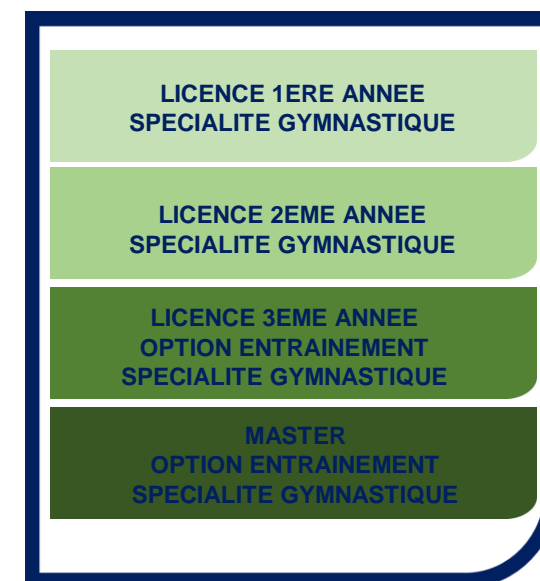 LICENCE 1ERE ANNEE
SPECIALITE GYMNASTIQUE
LICENCE 2EME ANNEE
SPECIALITE GYMNASTIQUE
LICENCE 3EME ANNEE
OPTION ENTRAINEMENT
SPECIALITE GYMNASTIQUE
MASTER
OPTION ENTRAINEMENT
SPECIALITE GYMNASTIQUE